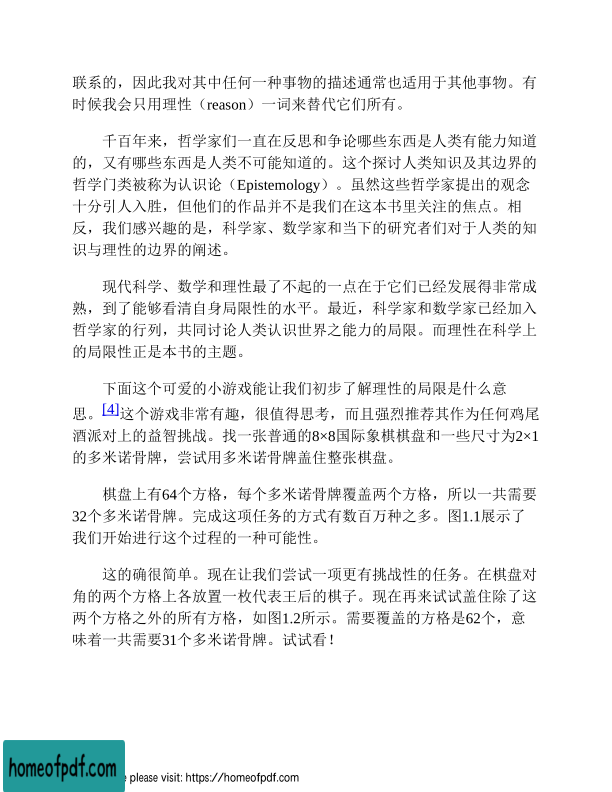 联系的，因此我对其中任何一种事物的描述通常也适用于其他事物。有
时候我会只用理性（reason）一词来替代它们所有。
千百年来，哲学家们一直在反思和争论哪些东西是人类有能力知道
的，又有哪些东西是人类不可能知道的。这个探讨人类知识及其边界的
哲学门类被称为认识论（Epistemology）。虽然这些哲学家提出的观念
十分引人入胜，但他们的作品并不是我们在这本书里关注的焦点。相
反，我们感兴趣的是，科学家、数学家和当下的研究者们对于人类的知
识与理性的边界的阐述。
现代科学、数学和理性最了不起的一点在于它们已经发展得非常成
熟，到了能够看清自身局限性的水平。最近，科学家和数学家已经加入
哲学家的行列，共同讨论人类认识世界之能力的局限。而理性在科学上
的局限性正是本书的主题。
下面这个可爱的小游戏能让我们初步了解理性的局限是什么意
思。[4]这个游戏非常有趣，很值得思考，而且强烈推荐其作为任何鸡尾
酒派对上的益智挑战。找一张普通的8×8国际象棋棋盘和一些尺寸为2×1
的多米诺骨牌，尝试用多米诺骨牌盖住整张棋盘。
棋盘上有64个方格，每个多米诺骨牌覆盖两个方格，所以一共需要
32个多米诺骨牌。完成这项任务的方式有数百万种之多。图1.1展示了
我们开始进行这个过程的一种可能性。
这的确很简单。现在让我们尝试一项更有挑战性的任务。在棋盘对
角的两个方格上各放置一枚代表王后的棋子。现在再来试试盖住除了这
两个方格之外的所有方格，如图1.2所示。需要覆盖的方格是62个，意
味着一共需要31个多米诺骨牌。试试看！
homeofpdf.com
please visit: https://homeofpdf.com